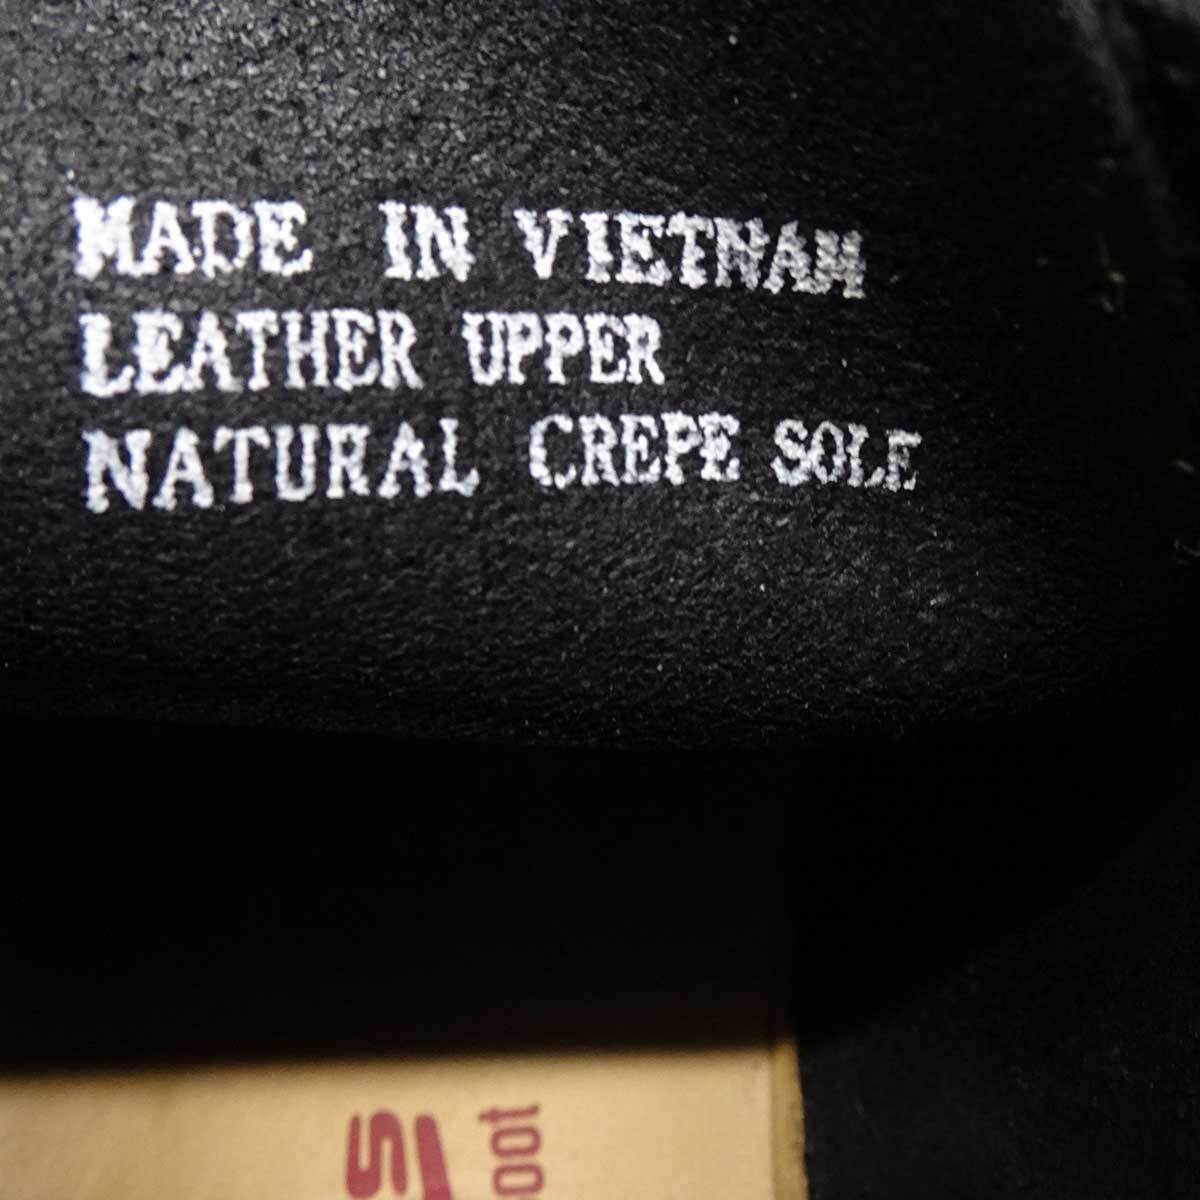 MADE IN VIETNAM
LEATHER UPPER
NATURAL CREPE SOLE